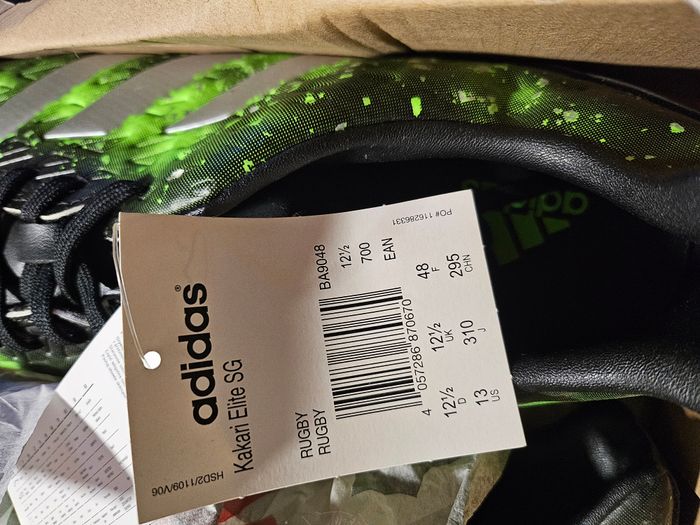 adidas
Kakari Elite SG
HSD2/1109/V06
BA9048
12½
700
EAN
RUGBY
RUGBY
4 057286 870670
12½ 12½ 48
D UK F
13 310 295
US J CHN
PO# 116286331
adidas